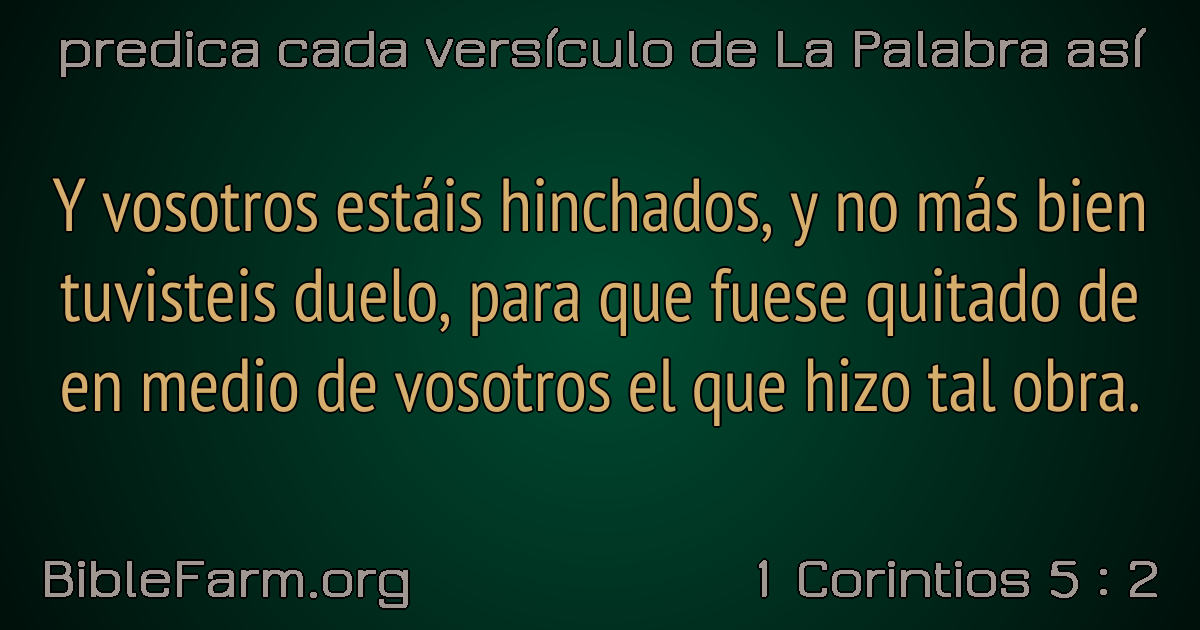 predica cada versículo de La Palabra así
Y vosotros estáis hinchados, y no más bien
tuvisteis duelo, para que fuese quitado de
en medio de vosotros el que hizo tal obra.
BibleFarm.org
1 Corintios 5 : 2